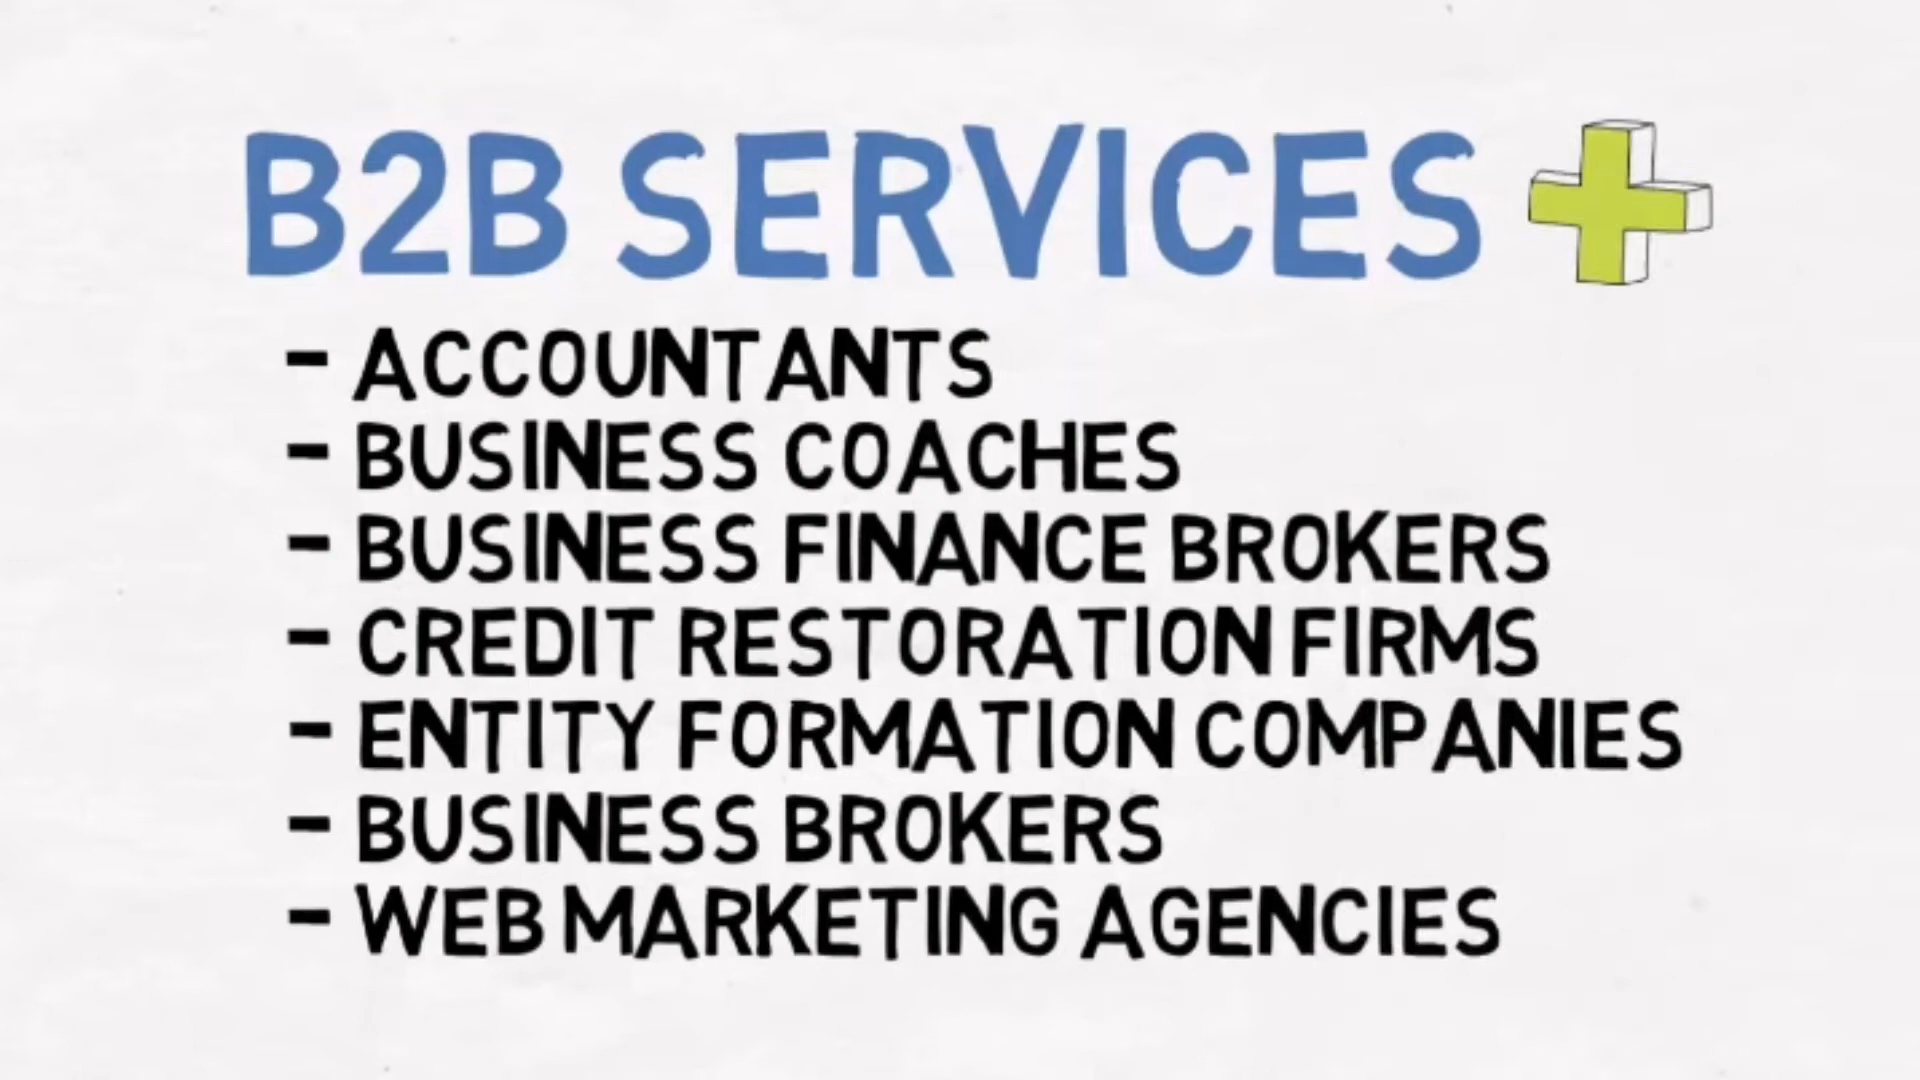 B2B SERVICES
- ACCOUNTANTS
- BUSINESS COACHES
- BUSINESS FINANCE BROKERS
- CREDIT RESTORATION FIRMS
- ENTITY FORMATION COMPANIES
- BUSINESS BROKERS
- WEB MARKETING AGENCIES